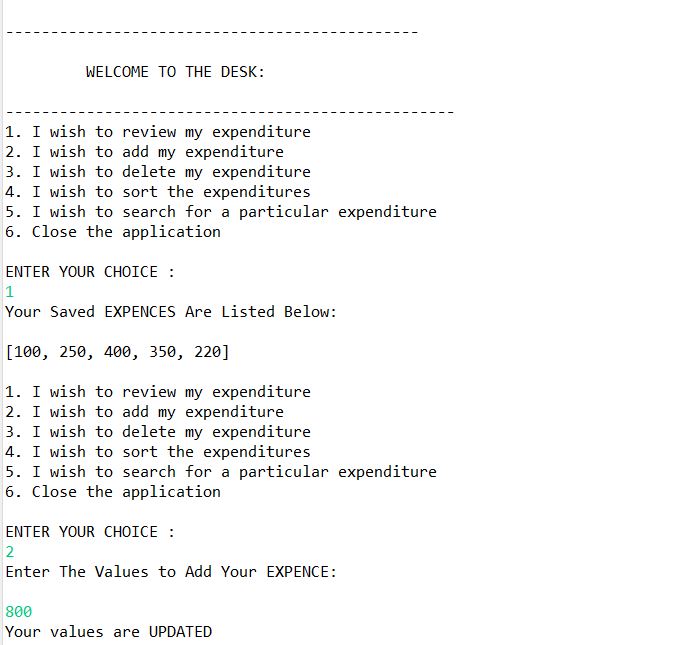 ----------------------------------------------
WELCOME TO THE DESK:
--------------------------------------------------
1. I wish to review my expenditure
2. I wish to add my expenditure
3. I wish to delete my expenditure
4. I wish to sort the expenditures
5. I wish to search for a particular expenditure
6. Close the application
ENTER YOUR CHOICE :
1
Your Saved EXPENCES Are Listed Below:
[100, 250, 400, 350, 220]
1. I wish to review my expenditure
2. I wish to add my expenditure
3. I wish to delete my expenditure
4. I wish to sort the expenditures
5. I wish to search for a particular expenditure
6. Close the application
ENTER YOUR CHOICE :
2
Enter The Values to Add Your EXPENCE:
800
Your values are UPDATED